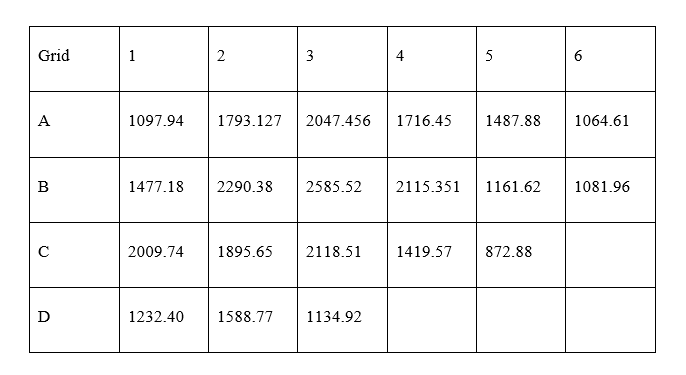 Grid 1 2 3 4 5 6
A 1097.94 1793.127 2047.456 1716.45 1487.88 1064.61
B 1477.18 2290.38 2585.52 2115.351 1161.62 1081.96
C 2009.74 1895.65 2118.51 1419.57 872.88
D 1232.40 1588.77 1134.92